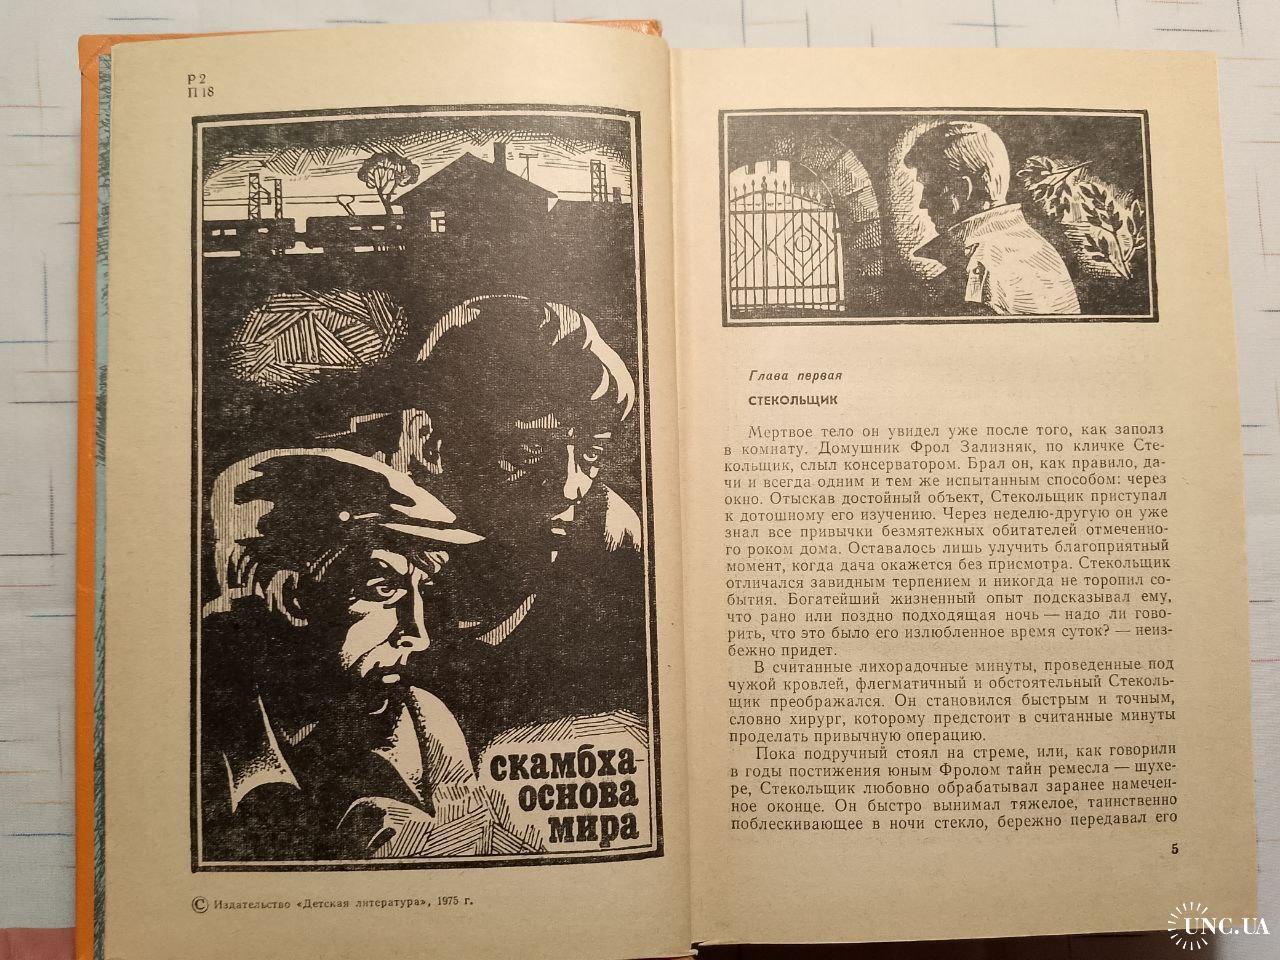 Р 2
П 18
скамбха-
основа
мира
© Издательство «Детская литература», 1975 г.
Глава первая
СТЕКОЛЬЩИК
Мертвое тело он увидел уже после того, как заполз
в комнату. Домушник Фрол Зализняк, по кличке Сте-
кольщик, слыл консерватором. Брал он, как правило, да-
чи и всегда одним и тем же испытанным способом: через
окно. Отыскав достойный объект, Стекольщик приступал
к дотошному его изучению. Через неделю-другую он уже
знал все привычки безмятежных обитателей отмеченно-
го роком дома. Оставалось лишь улучить благоприятный
момент, когда дача окажется без присмотра. Стекольщик
отличался завидным терпением и никогда не торопил со-
бытия. Богатейший жизненный опыт подсказывал ему,
что рано или поздно подходящая ночь — надо ли гово-
рить, что это было его излюбленное время суток? — неиз-
бежно придет.
В считанные лихорадочные минуты, проведенные под
чужой кровлей, флегматичный и обстоятельный Стеколь-
щик преображался. Он становился быстрым и точным,
словно хирург, которому предстоит в считанные минуты
проделать привычную операцию.
Пока подручный стоял на стреме, или, как говорили
в годы постижения юным Фролом тайн ремесла — шухе-
ре, Стекольщик любовно обрабатывал заранее намечен-
ное оконце. Он быстро вынимал тяжелое, таинственно
поблескивающее в ночи стекло, бережно передавал его
5
UNC.UA